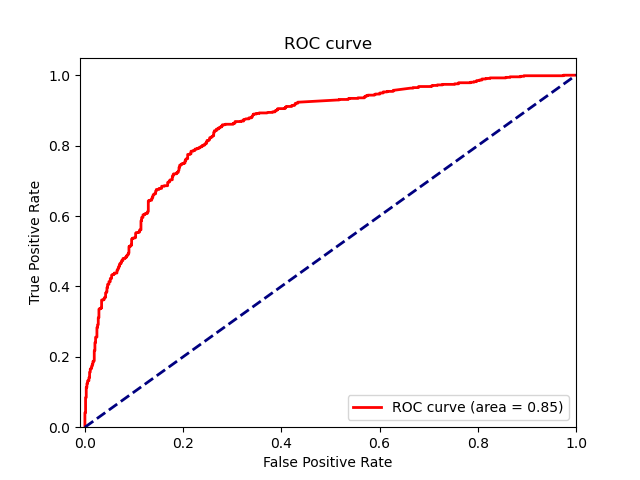 ROC curve
1.0
0.8
0.6
0.4
0.2
0.0
True Positive Rate
ROC curve (area = 0.85)
0.0 0.2 0.4 0.6 0.8 1.0
False Positive Rate